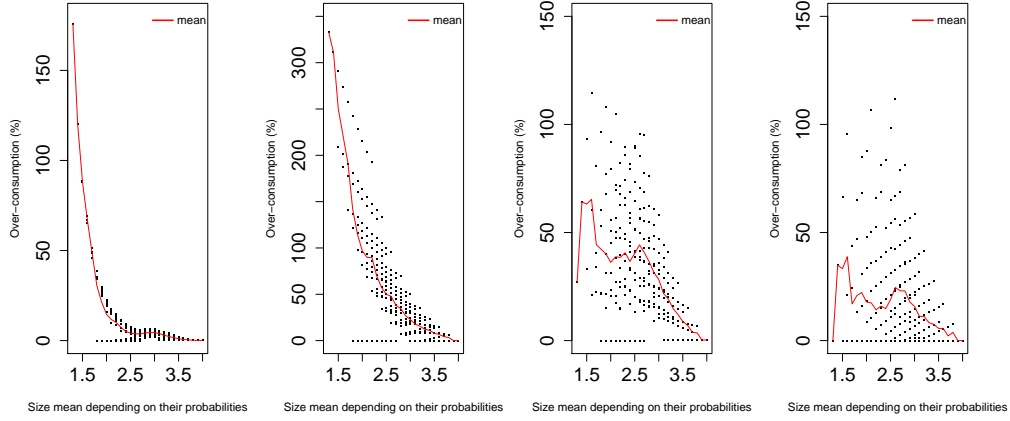 mean
0 50 100 150
1.5 2.5 3.5
Over−consumption (%)
Size mean depending on their probabilities
mean
0 50 100 150 200 300
1.5 2.5 3.5
Over−consumption (%)
Size mean depending on their probabilities
mean
0 50 100 150
1.5 2.5 3.5
Over−consumption (%)
Size mean depending on their probabilities
mean
0 50 100 150
1.5 2.5 3.5
Over−consumption (%)
Size mean depending on their probabilities